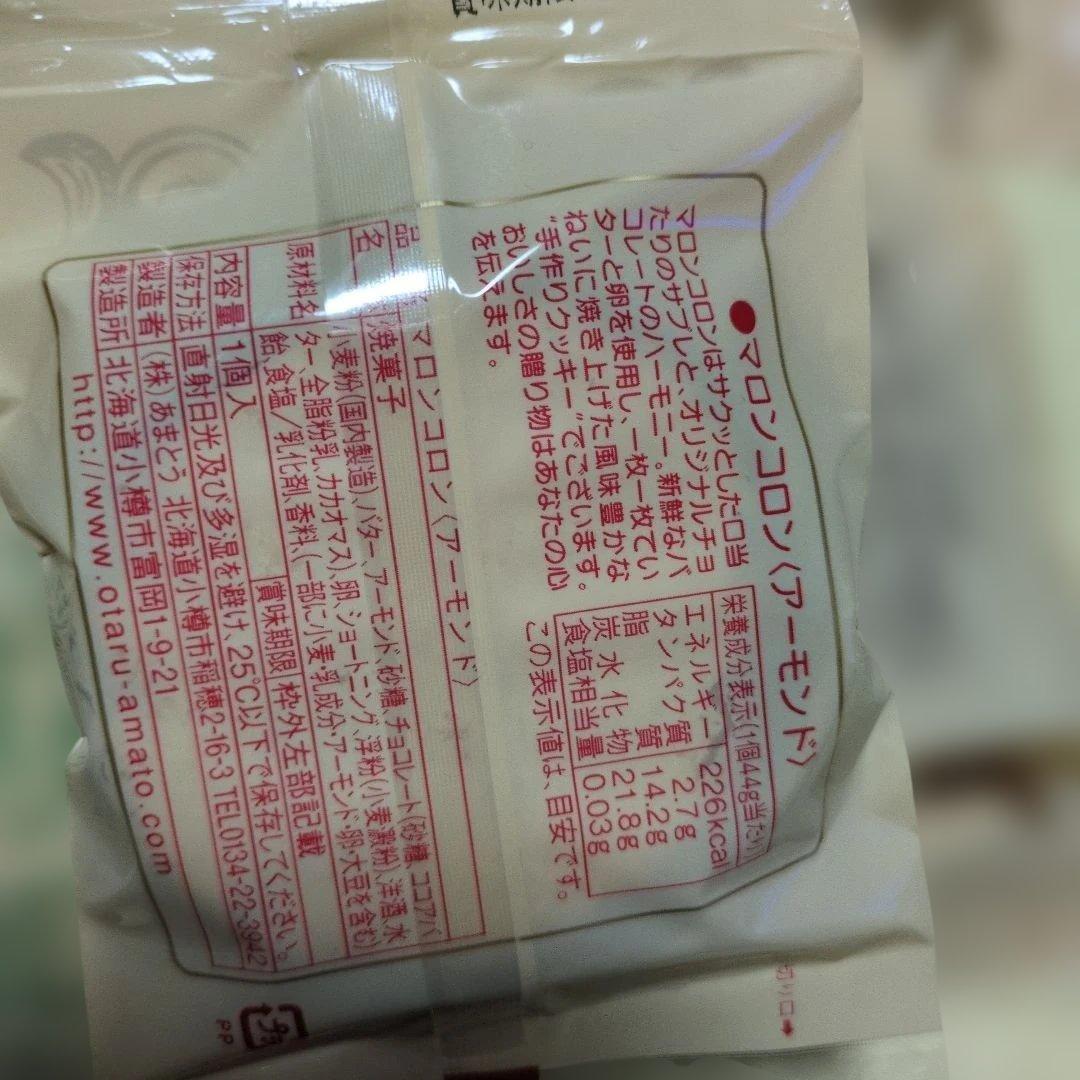 ●マロンコロン〈アーモンド〉
マロンコロンはサクッとした口当
たりのサブレと、オリジナルチョ
コレートのハーモニー。新鮮なバ
ターと卵を使用し、一枚一枚てい
ねいに焼き上げた風味豊かな
“手作りクッキー”でございます。
おいしさの贈り物はあなたの心
を伝えます。
栄養成分表示(1個44g当たり)
エネルギー 226kcal
タンパク質 2.7g
脂質 14.2g
炭水化物 21.8g
食塩相当量 0.03g
この表示値は、目安です。
マロンコロン〈アーモンド〉
品名 焼菓子
原材料名 小麦粉(国内製造)、バター、アーモンド、砂糖、チョコレート(砂糖、ココアバ
ター、全脂粉乳、カカオマス)、卵、ショートニング、浮粉(小麦澱粉)、洋酒、水
飴、食塩/乳化剤、香料、(一部に小麦・乳成分・アーモンド・卵・大豆を含む)
内容量 1個入 賞味期限 枠外左部記載
保存方法 直射日光及び多湿を避け、25℃以下で保存してください。
製造者 (株)あまとう 北海道小樽市稲穂2-16-3 TEL0134-22-3942
製造所 北海道小樽市富岡1-9-21
http://www.otaru-amato.com
切り口➡
プラ
PP